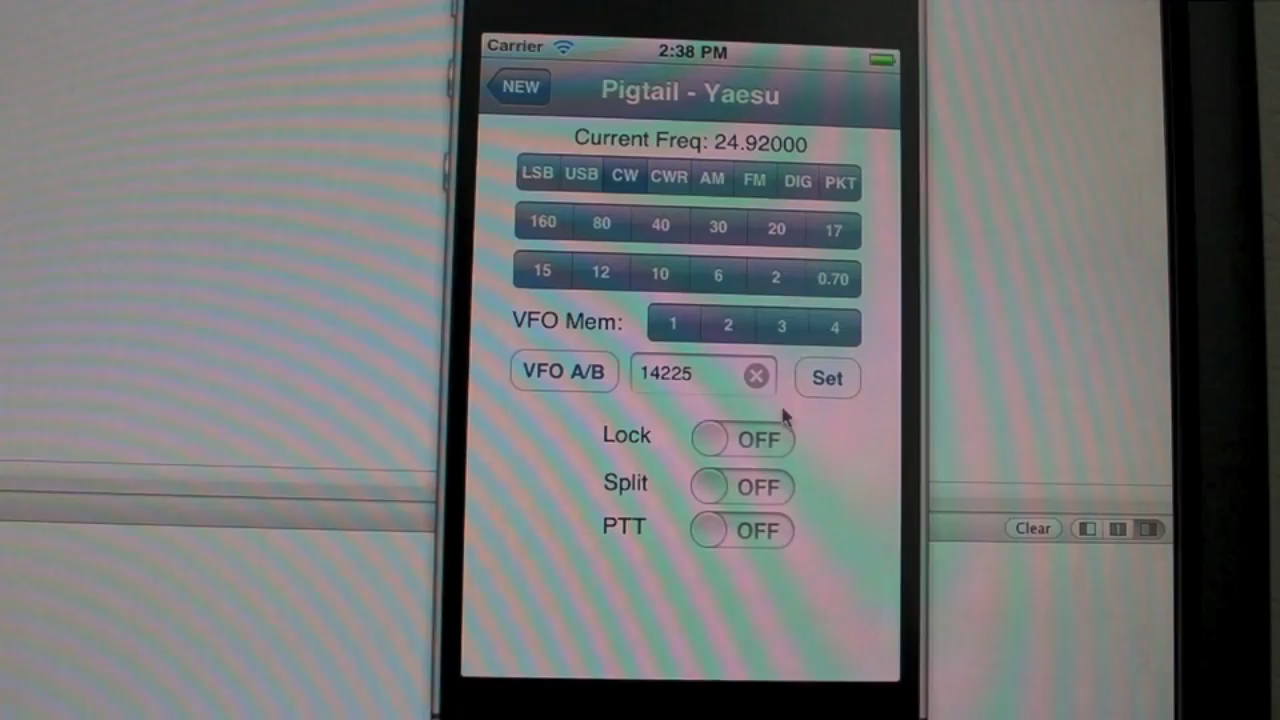 Carrier 2:38 PM
NEW Pigtail - Yaesu
Current Freq: 24.92000
LSB USB CW CWR AM FM DIG PKT
160 80 40 30 20 17
15 12 10 6 2 0.70
VFO Mem: 1 2 3 4
VFO A/B 14225 Set
Lock OFF
Split OFF
PTT OFF
Clear